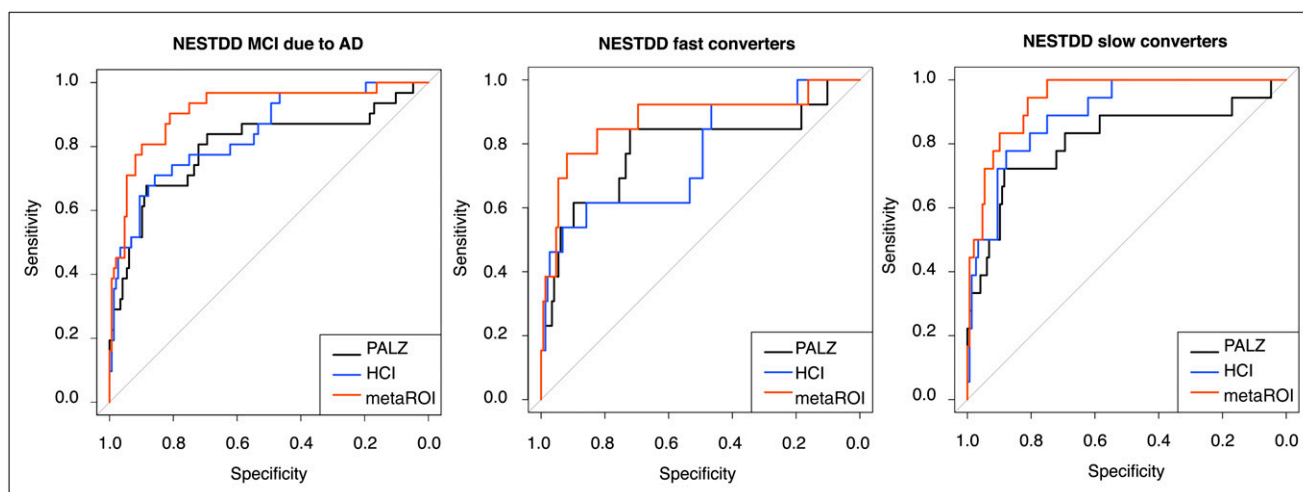 NESTDD MCI due to AD
1.0
0.8
0.6
0.4
0.2
0.0
Sensitivity
PALZ
HCI
metaROI
1.0 0.8 0.6 0.4 0.2 0.0
Specificity
NESTDD fast converters
1.0
0.8
0.6
0.4
0.2
0.0
Sensitivity
PALZ
HCI
metaROI
1.0 0.8 0.6 0.4 0.2 0.0
Specificity
NESTDD slow converters
1.0
0.8
0.6
0.4
0.2
0.0
Sensitivity
PALZ
HCI
metaROI
1.0 0.8 0.6 0.4 0.2 0.0
Specificity